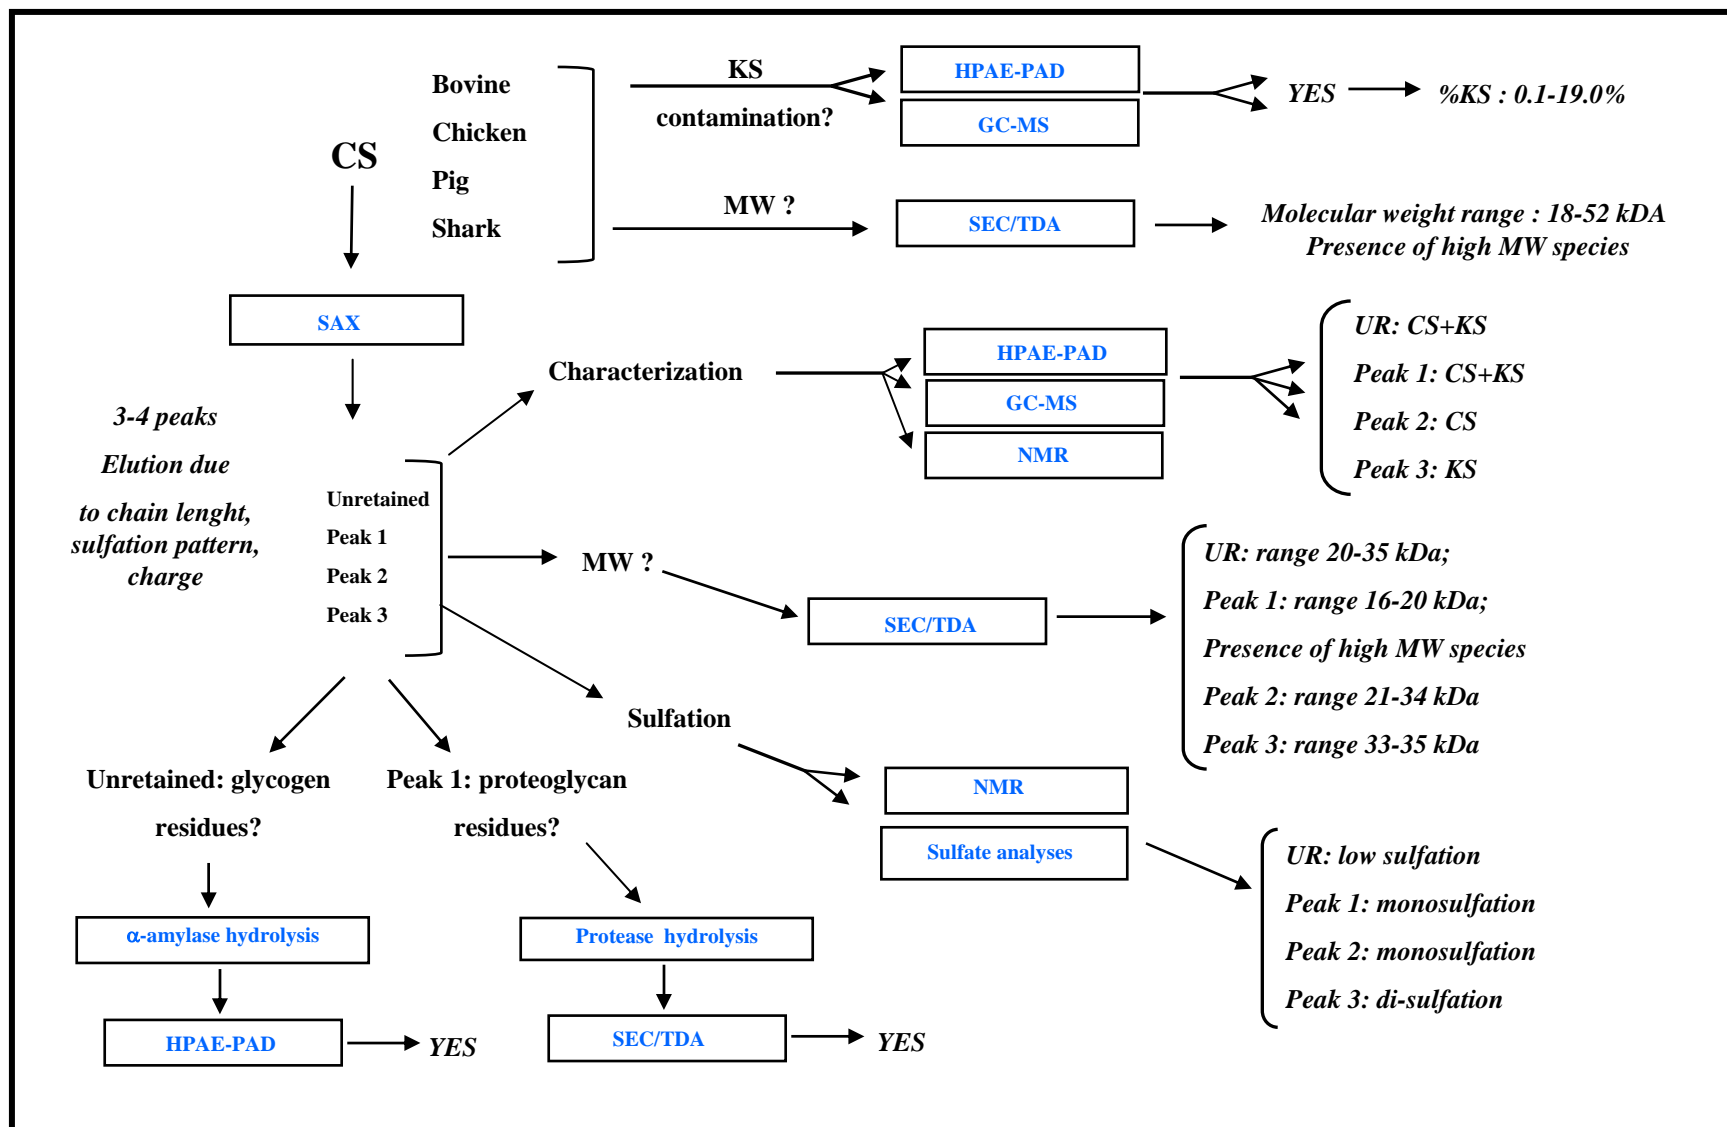 CS
Bovine
Chicken
Pig
Shark
KS
contamination?
HPAE-PAD
GC-MS
YES
%KS : 0.1-19.0%
MW ?
SEC/TDA
Molecular weight range : 18-52 kDA
Presence of high MW species
SAX
3-4 peaks
Elution due
to chain lenght,
sulfation pattern,
charge
Unretained
Peak 1
Peak 2
Peak 3
Characterization
HPAE-PAD
GC-MS
NMR
UR: CS+KS
Peak 1: CS+KS
Peak 2: CS
Peak 3: KS
MW ?
SEC/TDA
UR: range 20-35 kDa;
Peak 1: range 16-20 kDa;
Presence of high MW species
Peak 2: range 21-34 kDa
Peak 3: range 33-35 kDa
Sulfation
NMR
Sulfate analyses
UR: low sulfation
Peak 1: monosulfation
Peak 2: monosulfation
Peak 3: di-sulfation
Unretained: glycogen
residues?
α-amylase hydrolysis
HPAE-PAD
YES
Peak 1: proteoglycan
residues?
Protease hydrolysis
SEC/TDA
YES